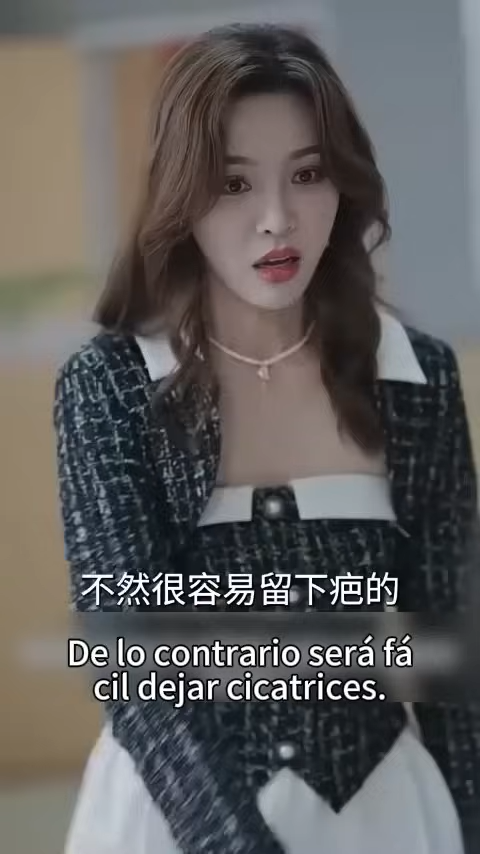 不然很容易留下疤的
De lo contrario será fá
cil dejar cicatrices.